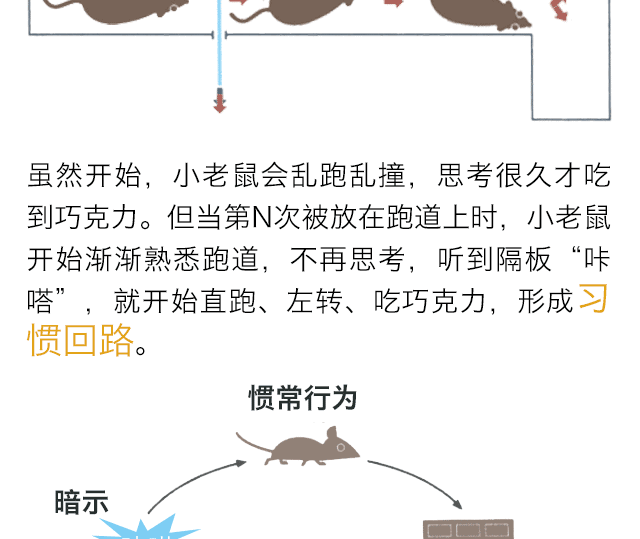 虽然开始，小老鼠会乱跑乱撞，思考很久才吃
到巧克力。但当第N次被放在跑道上时，小老鼠
开始渐渐熟悉跑道，不再思考，听到隔板“咔
嗒”，就开始直跑、左转、吃巧克力，形成习
惯回路。
惯常行为
暗示